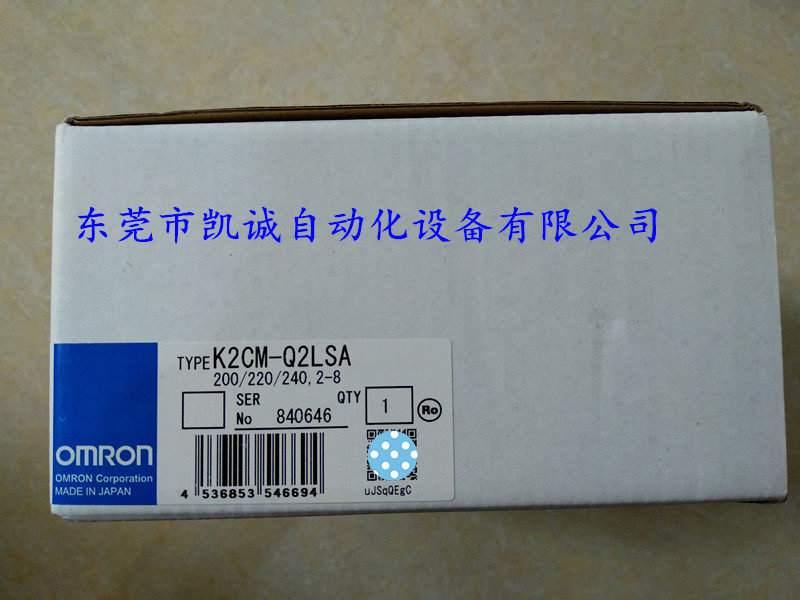 东莞市凯诚自动化设备有限公司
TYPE K2CM-Q2LSA
200/220/240, 2-8
SER No 840646
QTY 1
Ro
OMRON
OMRON Corporation
MADE IN JAPAN
4 536853 546694
uJSqQEgC